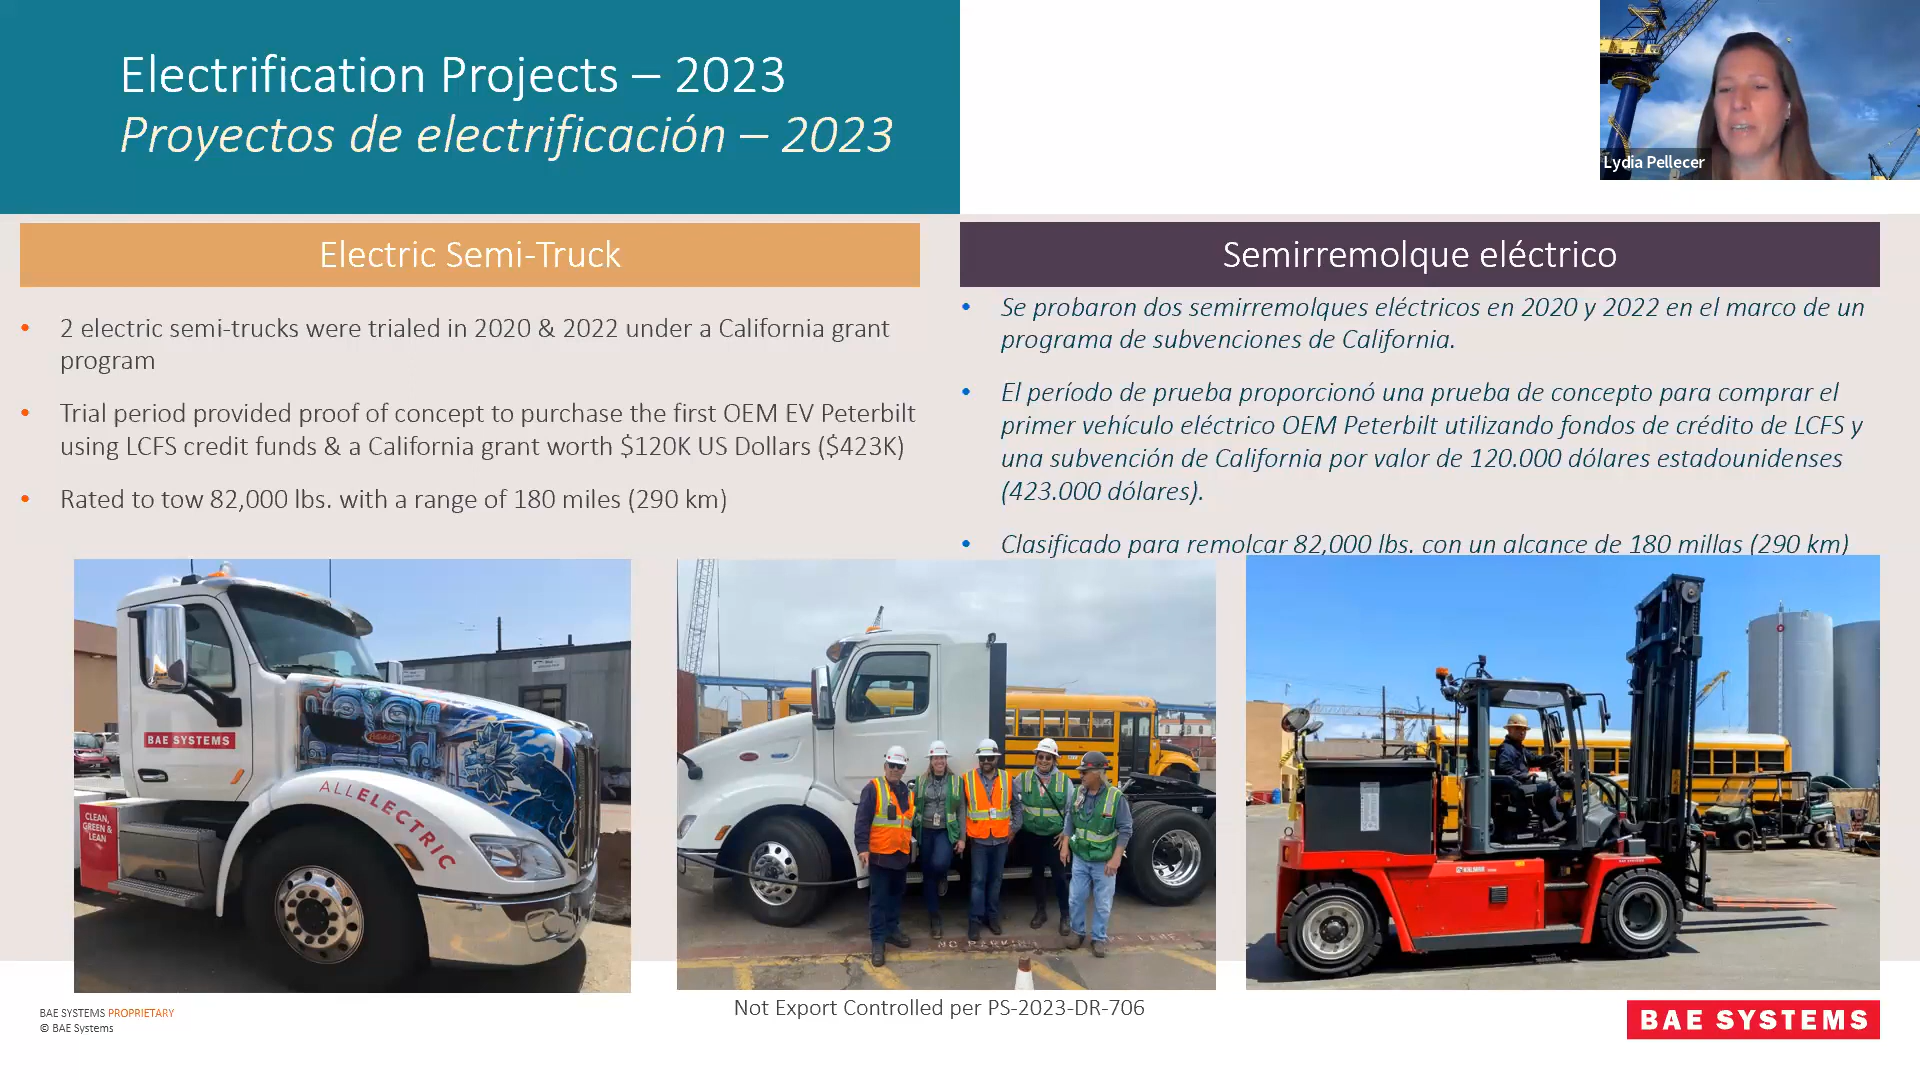 Electrification Projects – 2023
Proyectos de electrificación – 2023
Lydia Pellecer
Electric Semi-Truck
• 2 electric semi-trucks were trialed in 2020 & 2022 under a California grant
program
• Trial period provided proof of concept to purchase the first OEM EV Peterbilt
using LCFS credit funds & a California grant worth $120K US Dollars ($423K)
• Rated to tow 82,000 lbs. with a range of 180 miles (290 km)
Semirremolque eléctrico
• Se probaron dos semirremolques eléctricos en 2020 y 2022 en el marco de un
programa de subvenciones de California.
• El período de prueba proporcionó una prueba de concepto para comprar el
primer vehículo eléctrico OEM Peterbilt utilizando fondos de crédito de LCFS y
una subvención de California por valor de 120.000 dólares estadounidenses
(423.000 dólares).
• Clasificado para remolcar 82,000 lbs. con un alcance de 180 millas (290 km)
BAE SYSTEMS
ALL ELECTRIC
CLEAN,
GREEN &
LEAN
NO PARKING
KALMAR
BAE SYSTEMS PROPRIETARY
© BAE Systems
Not Export Controlled per PS-2023-DR-706
BAE SYSTEMS